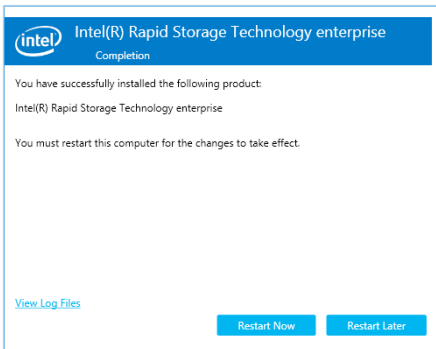 intel
Intel(R) Rapid Storage Technology enterprise
Completion
You have successfully installed the following product:
Intel(R) Rapid Storage Technology enterprise
You must restart this computer for the changes to take effect.
View Log Files
Restart Now
Restart Later